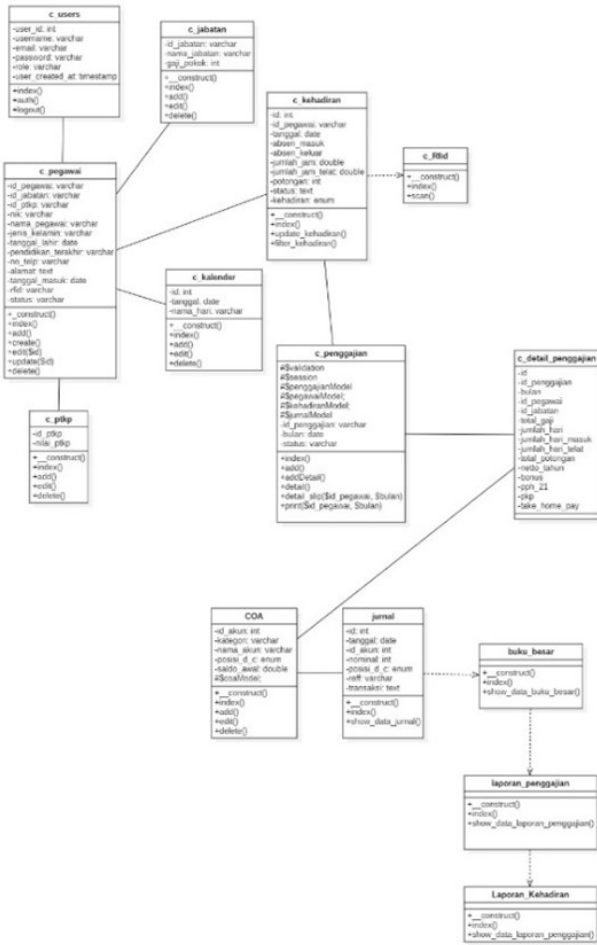 c_users
-user_id: int
-username: varchar
-email: varchar
-password: varchar
-role: varchar
-user_created_at: timestamp
+index()
+auth()
+logout()
c_jabatan
-id_jabatan: varchar
-nama_jabatan: varchar
-gaji_pokok: int
+__construct()
+index()
+add()
+edit()
+delete()
c_kehadiran
-id: int
-id_pegawai: varchar
-tanggal: date
-absen_masuk
-absen_keluar
-jumlah_jam: double
-jumlah_jam_telat: double
-potongan: int
-status: text
-kehadiran: enum
+__construct()
+index()
+update_kehadiran()
+filter_kehadiran()
c_Rfid
+__construct()
+index()
+scan()
c_pegawai
-id_pegawai: varchar
-id_jabatan: varchar
-id_ptkp: varchar
-nik: varchar
-nama_pegawai: varchar
-jenis_kelamin: varchar
-tanggal_lahir: date
-pendidikan_terakhir: varchar
-no_telp: varchar
-alamat: text
-tanggal_masuk: date
-rfid: varchar
-status: varchar
+_construct()
+index()
+add()
+create()
+edit($id)
+update($id)
+delete()
c_kalender
-id: int
-tanggal: date
-nama_hari: varchar
+__construct()
+index()
+add()
+edit()
+delete()
c_ptkp
-id_ptkp
-nilai_ptkp
+__construct()
+index()
+add()
+edit()
+delete()
c_penggajian
#$validation
#$session
#$penggajianModel
#$pegawaiModel;
#$kehadiranModel;
#$jurnalModel
-id_penggajian: varchar
-bulan: date
-status: varchar
+index()
+add()
+addDetail()
+detail()
+detail_slip($id_pegawai, $bulan)
+print($id_pegawai, $bulan)
c_detail_penggajian
-id
-id_penggajian
-bulan
-id_pegawai
-id_jabatan
-total_gaji
-jumlah_hari
-jumlah_hari_masuk
-jumlah_hari_telat
-total_potongan
-netto_tahun
-bonus
-pph_21
-pkp
-take_home_pay
COA
-id_akun: int
-kategori: varchar
-nama_akun: varchar
-posisi_d_c: enum
-saldo_awal: double
#$coaModel;
+__construct()
+index()
+add()
+edit()
+delete()
jurnal
-id: int
-tanggal: date
-id_akun: int
-nominal: int
-posisi_d_c: enum
-reff: varchar
-transaksi: text
+__construct()
+index()
+show_data_jurnal()
buku_besar
+__construct()
+index()
+show_data_buku_besar()
laporan_penggajian
+__construct()
+index()
+show_data_laporan_penggajian()
Laporan_Kehadiran
+__construct()
+index()
+show_data_laporan_penggajian()